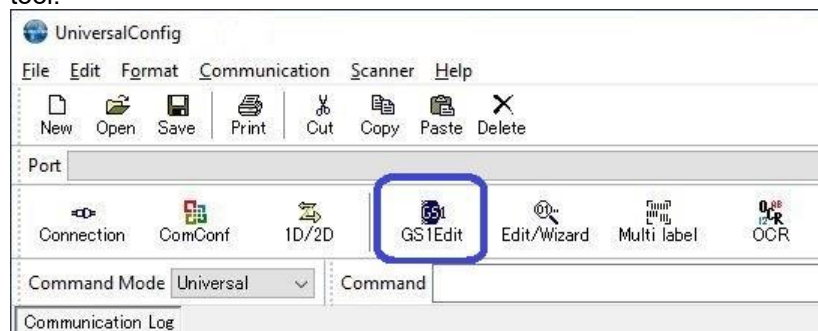 tool.
UniversalConfig
File Edit Format Communication Scanner Help
New Open Save Print Cut Copy Paste Delete
Port
GS1
Connection ComConf 1D/2D GS1Edit Edit/Wizard Multi label OCR
Command Mode Universal Command
Communication Log